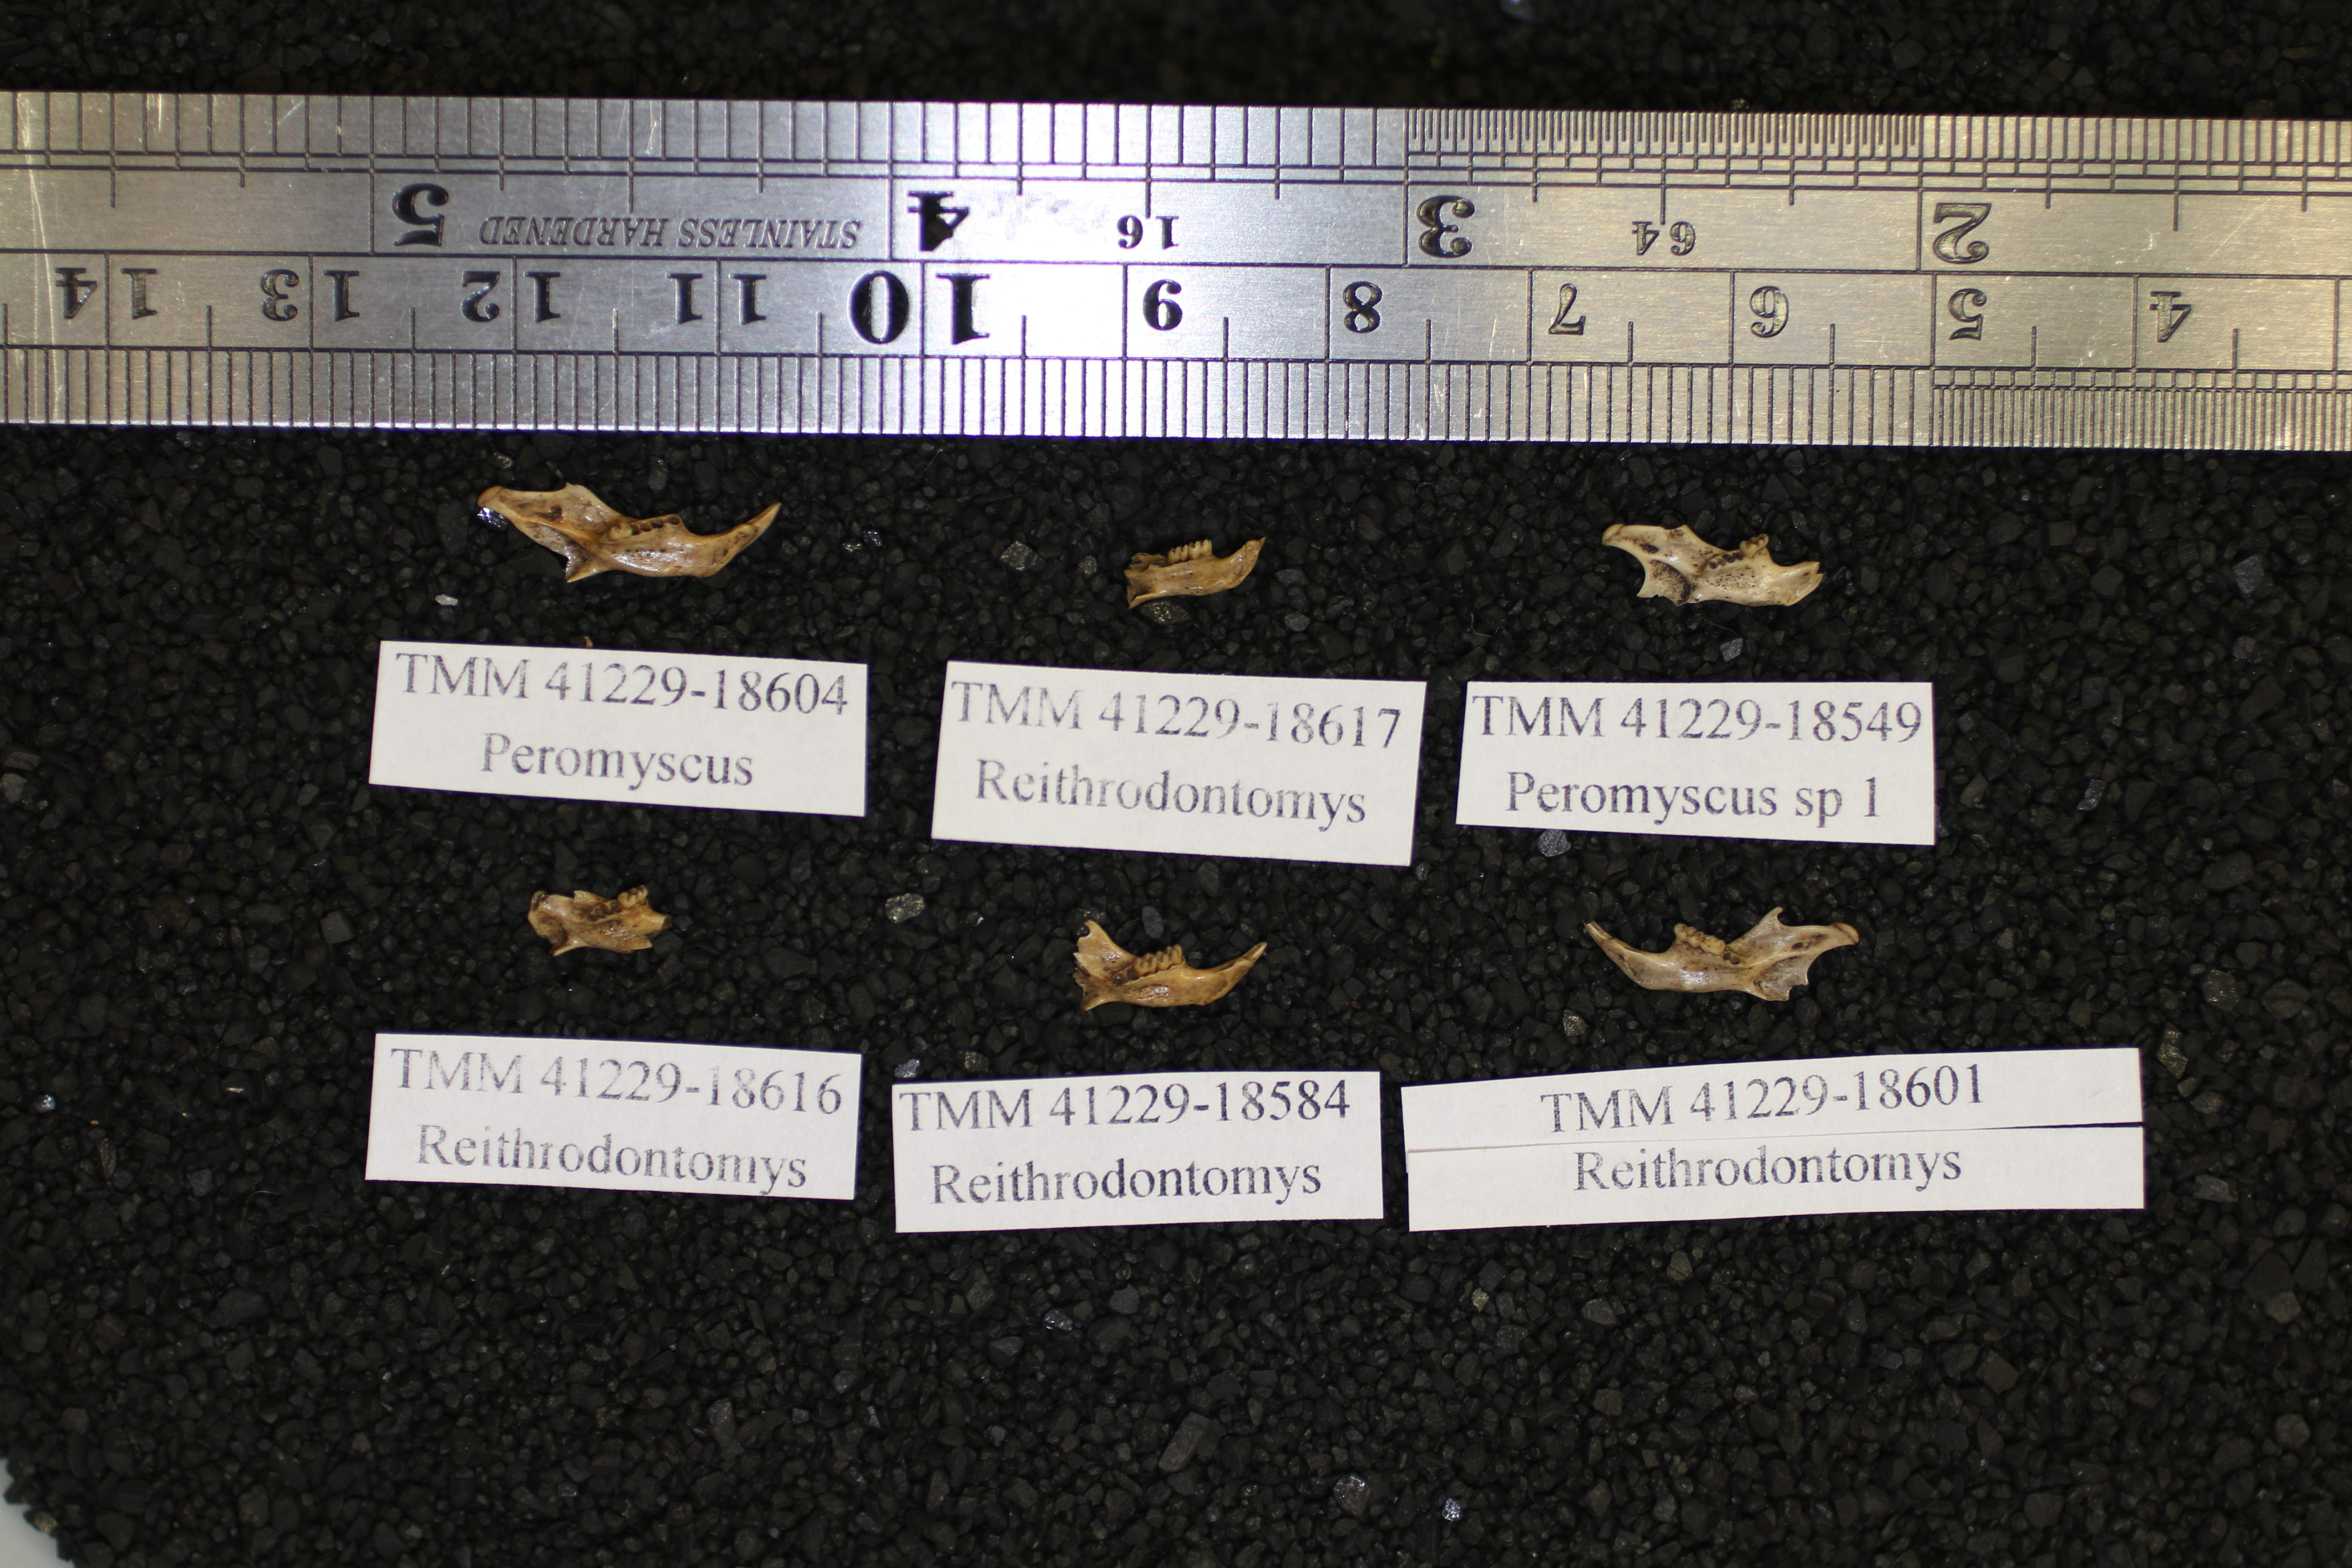 5 STAINLESS HARDENED 4 16 3 64 2
14 13 12 11 10 9 8 7 6 5 4
TMM 41229-18604
Peromyscus
TMM 41229-18617
Reithrodontomys
TMM 41229-18549
Peromyscus sp 1
TMM 41229-18616
Reithrodontomys
TMM 41229-18584
Reithrodontomys
TMM 41229-18601
Reithrodontomys